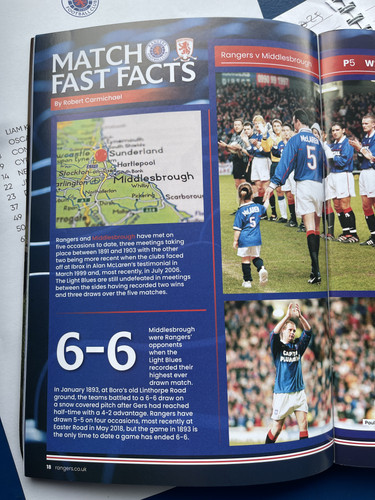 MATCH
FAST FACTS
By Robert Carmichael
Rangers v Middlesbrough
P5 W
Sunderland
Hartlepool
Stockton
Middlesbrough
Whitby
Pickering
Scarborou
Rangers and Middlesbrough have met on
five occasions to date, three meetings taking
place between 1891 and 1903 with the other
two being more recent when the clubs faced
off at Ibrox in Alan McLaren's testimonial in
March 1999 and, most recently, in July 2006.
The Light Blues are still undefeated in meetings
between the sides having recorded two wins
and three draws over the five matches.
6-6
Middlesbrough
were Rangers'
opponents
when the
Light Blues
recorded their
highest ever
drawn match.
In January 1893, at Boro's old Linthorpe Road
ground, the teams battled to a 6-6 draw on
a snow covered pitch after Gers had reached
half-time with a 4-2 advantage. Rangers have
drawn 5-5 on four occasions, most recently at
Easter Road in May 2018, but the game in 1893 is
the only time to date a game has ended 6-6.
McLAREN
5
5
18 rangers.co.uk